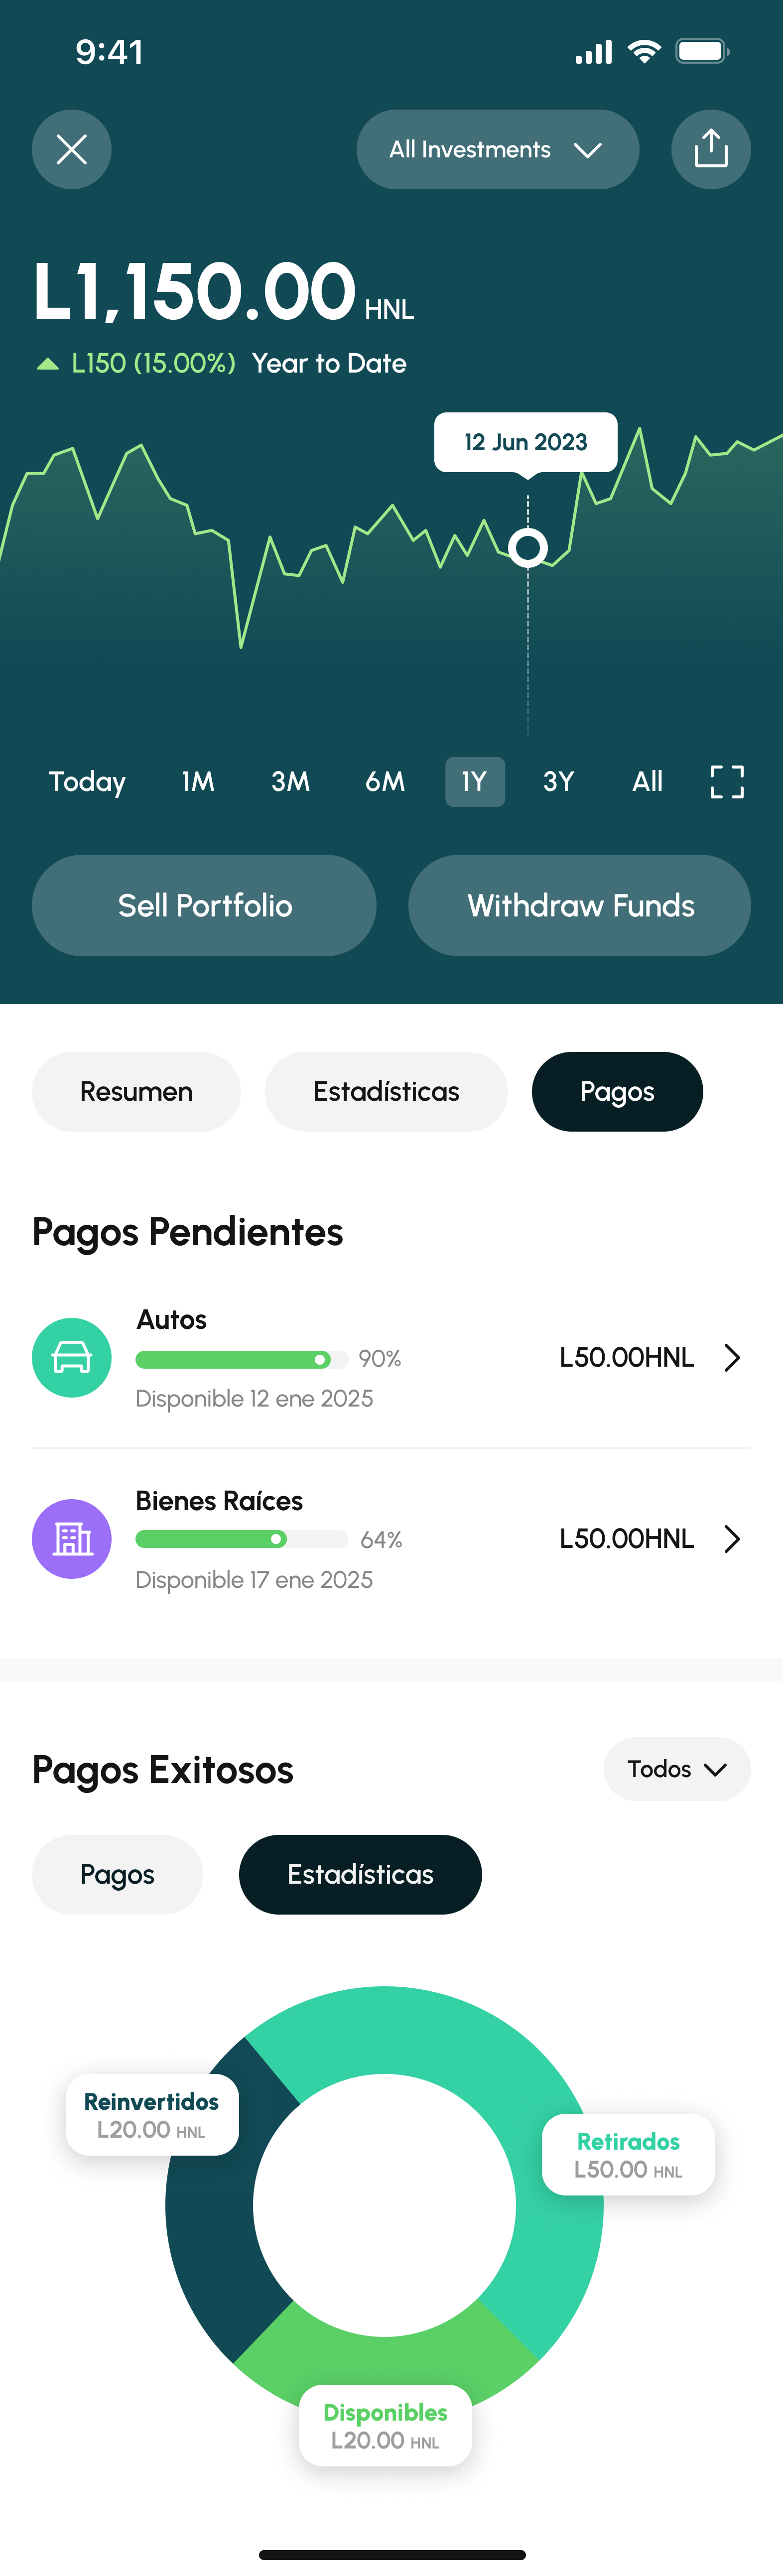 9:41
All Investments
L1,150.00 HNL
L150 (15.00%) Year to Date
12 Jun 2023
Today 1M 3M 6M 1Y 3Y All
Sell Portfolio Withdraw Funds
Resumen Estadísticas Pagos
Pagos Pendientes
Autos
90%
L50.00HNL
Disponible 12 ene 2025
Bienes Raíces
64%
L50.00HNL
Disponible 17 ene 2025
Pagos Exitosos
Todos
Pagos Estadísticas
Reinvertidos
L20.00 HNL
Retirados
L50.00 HNL
Disponibles
L20.00 HNL